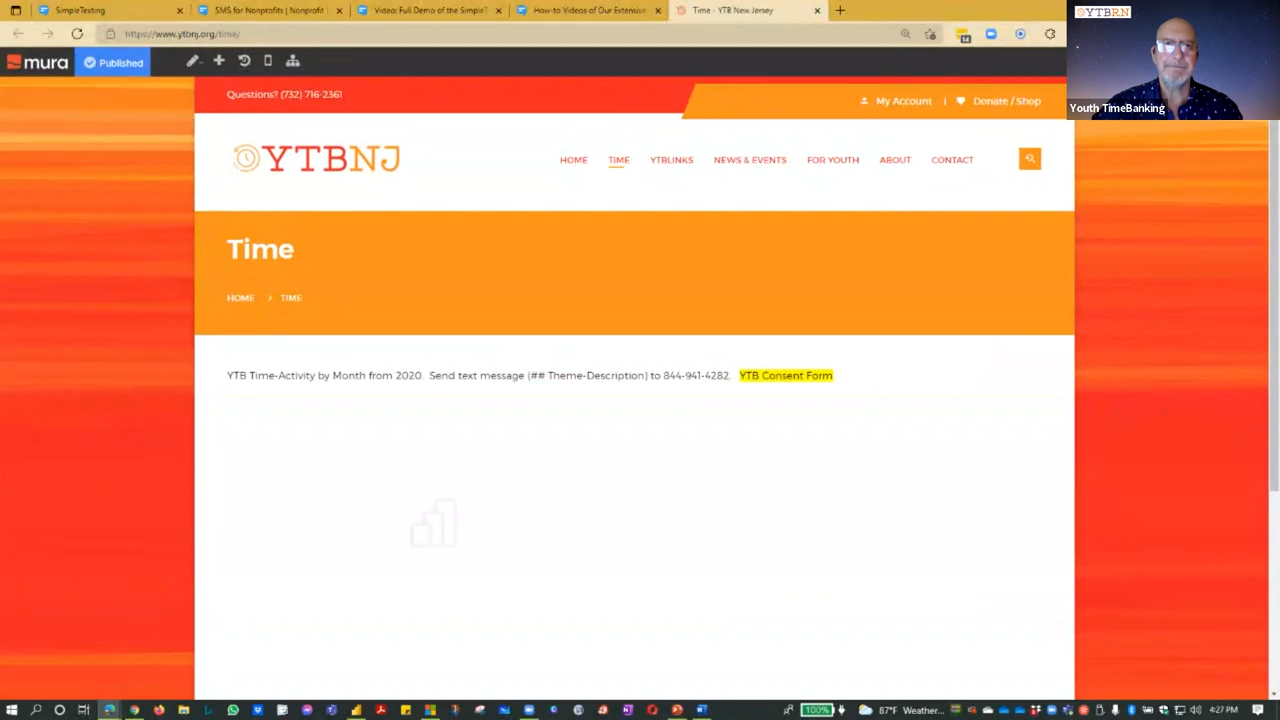 SimpleTexting
SMS for Nonprofits | Nonprofit
Video: Full Demo of the SimpleT
How-to Videos of Our Extensive
Time - YTB New Jersey
https://www.ytbnj.org/time/
14
YTBRN
Youth TimeBanking
mura
Published
Questions? (732) 716-2361
My Account
|
Donate / Shop
YTBNJ
HOME
TIME
YTBLINKS
NEWS & EVENTS
FOR YOUTH
ABOUT
CONTACT
Time
HOME > TIME
YTB Time-Activity by Month from 2020. Send text message (## Theme-Description) to 844-941-4282. YTB Consent Form
100%
87°F Weather...
4:27 PM